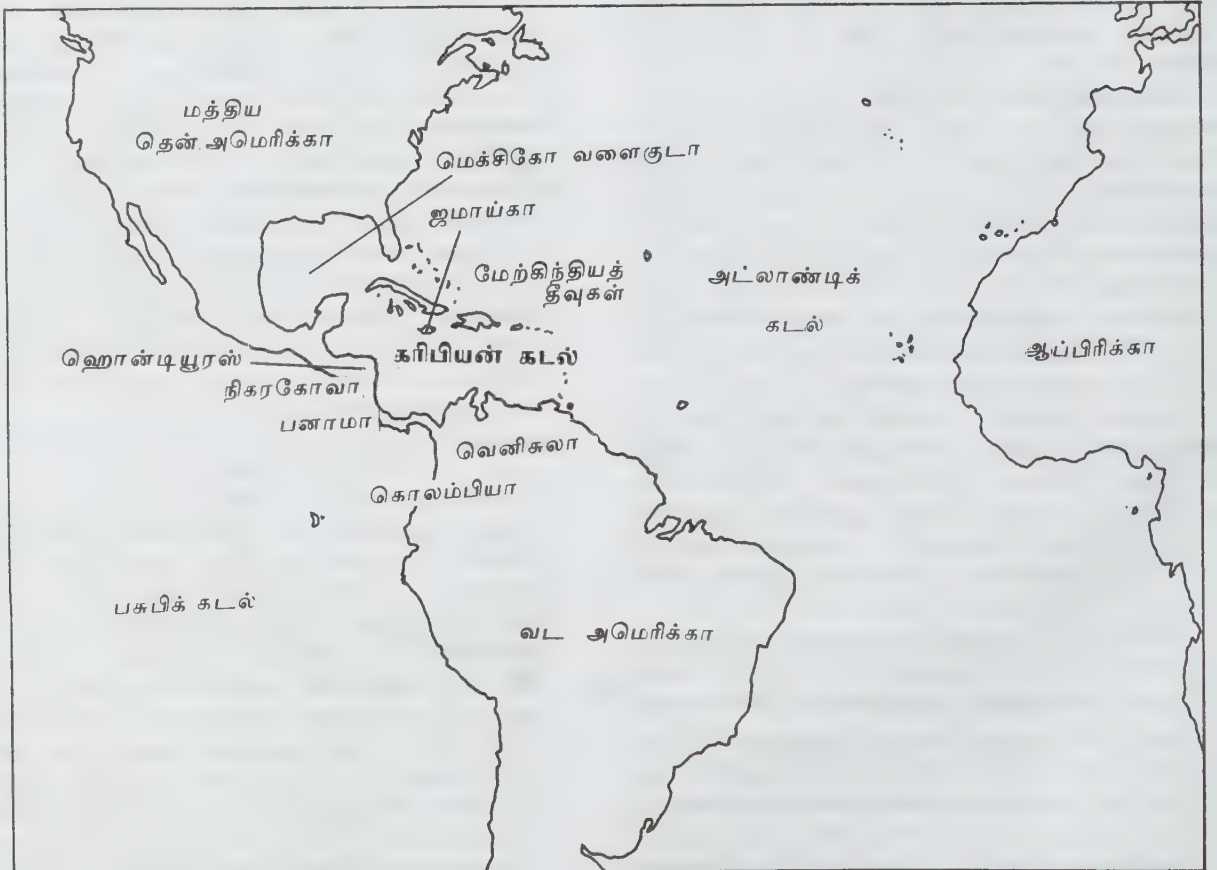 மத்திய
தென் அமெரிக்கா
மெக்சிகோ வளைகுடா
ஜமாய்கா
மேற்கிந்தியத்
தீவுகள்
அட்லாண்டிக்
கடல்
ஆப்பிரிக்கா
கரிபியன் கடல்
ஹொன்டியூரஸ்
நிகரகோவா
பனாமா
வெனிசுலா
கொலம்பியா
பசுபிக் கடல்
வட அமெரிக்கா